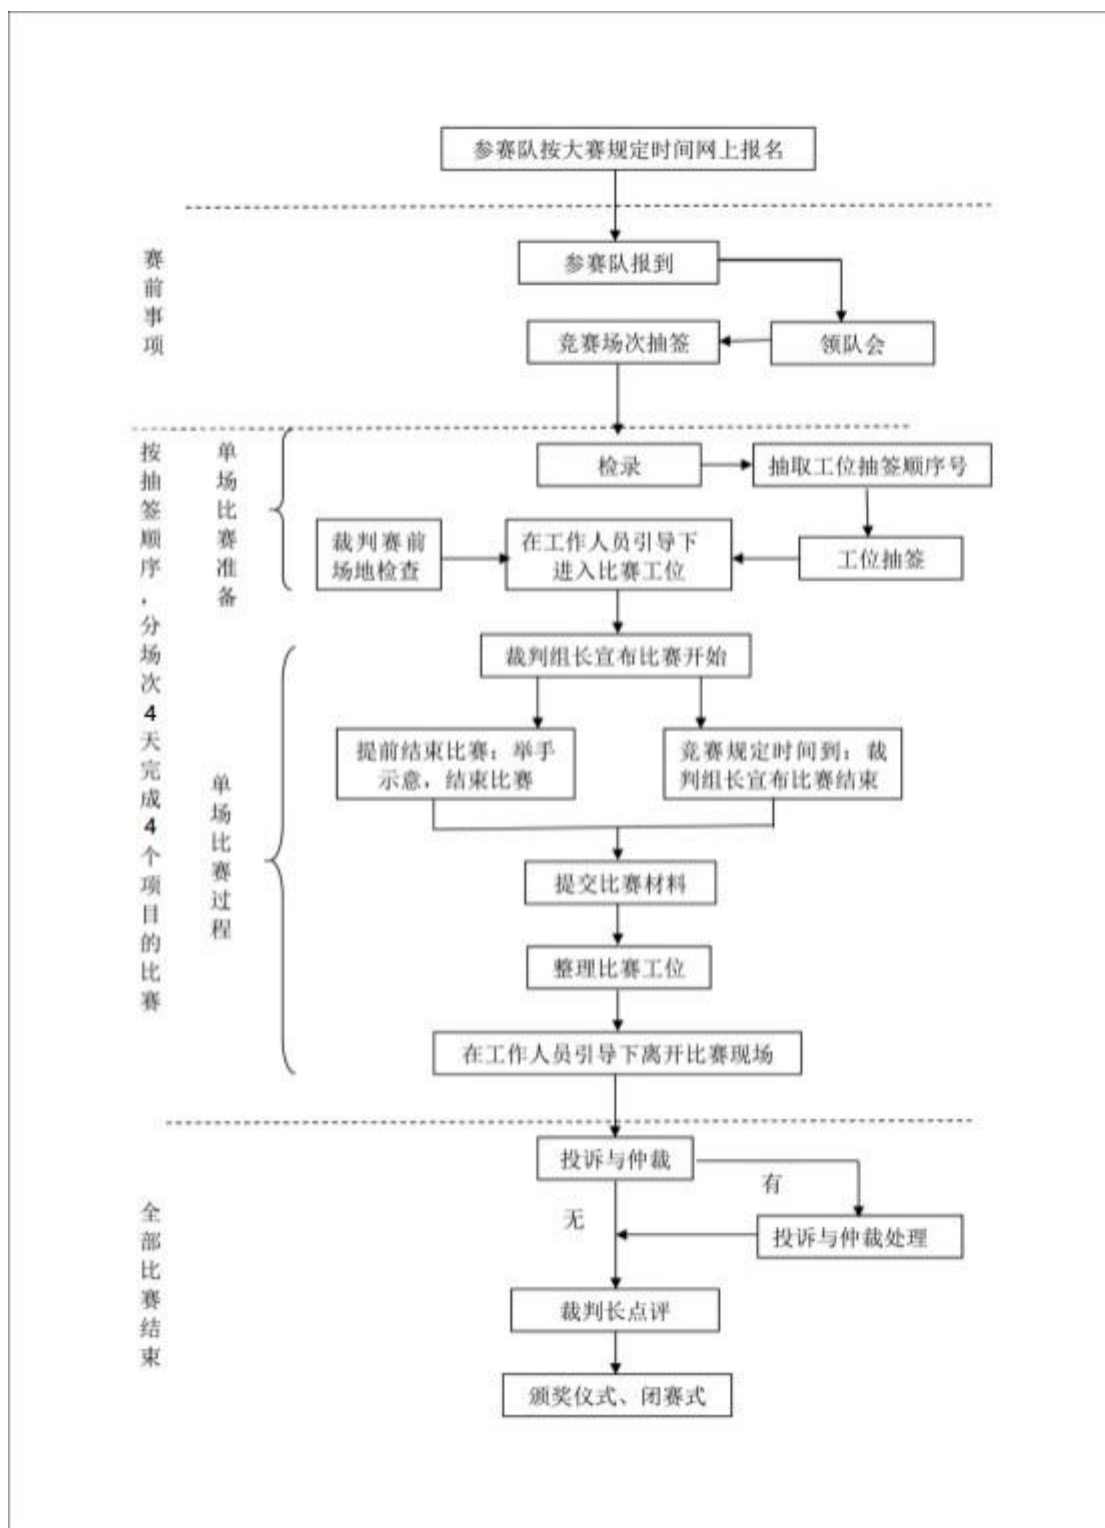 参赛队按大赛规定时间网上报名
赛前事项
参赛队报到
竞赛场次抽签
领队会
按抽签顺序，分场次4天完成4个项目的比赛
单场比赛准备
检录
抽取工位抽签顺序号
裁判赛前
场地检查
在工作人员引导下
进入比赛工位
工位抽签
单场比赛过程
裁判组长宣布比赛开始
提前结束比赛：举手
示意，结束比赛
竞赛规定时间到：裁
判组长宣布比赛结束
提交比赛材料
整理比赛工位
在工作人员引导下离开比赛现场
全部比赛结束
投诉与仲裁
有
无
投诉与仲裁处理
裁判长点评
颁奖仪式、闭赛式